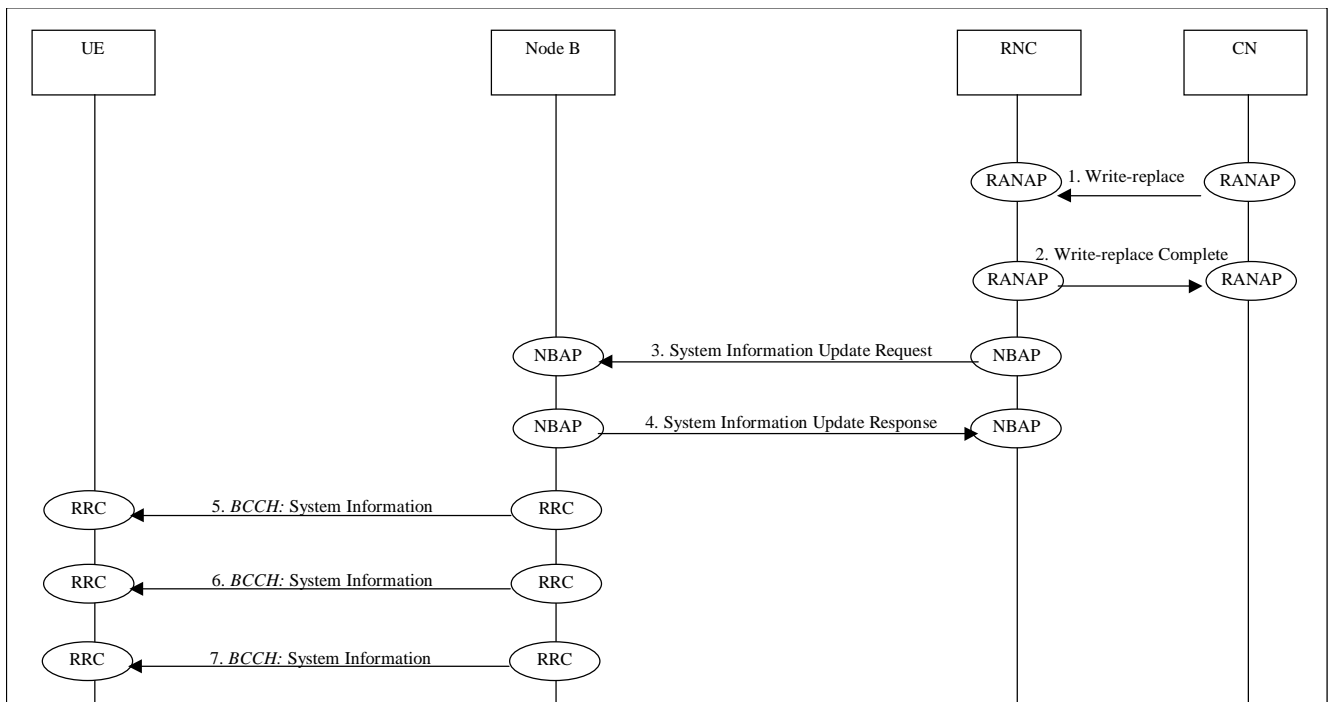 UE
Node B
RNC
CN
1. Write-replace
RANAP
RANAP
2. Write-replace Complete
RANAP
RANAP
NBAP
3. System Information Update Request
NBAP
NBAP
4. System Information Update Response
NBAP
RRC
5. BCCH: System Information
RRC
RRC
6. BCCH: System Information
RRC
RRC
7. BCCH: System Information
RRC